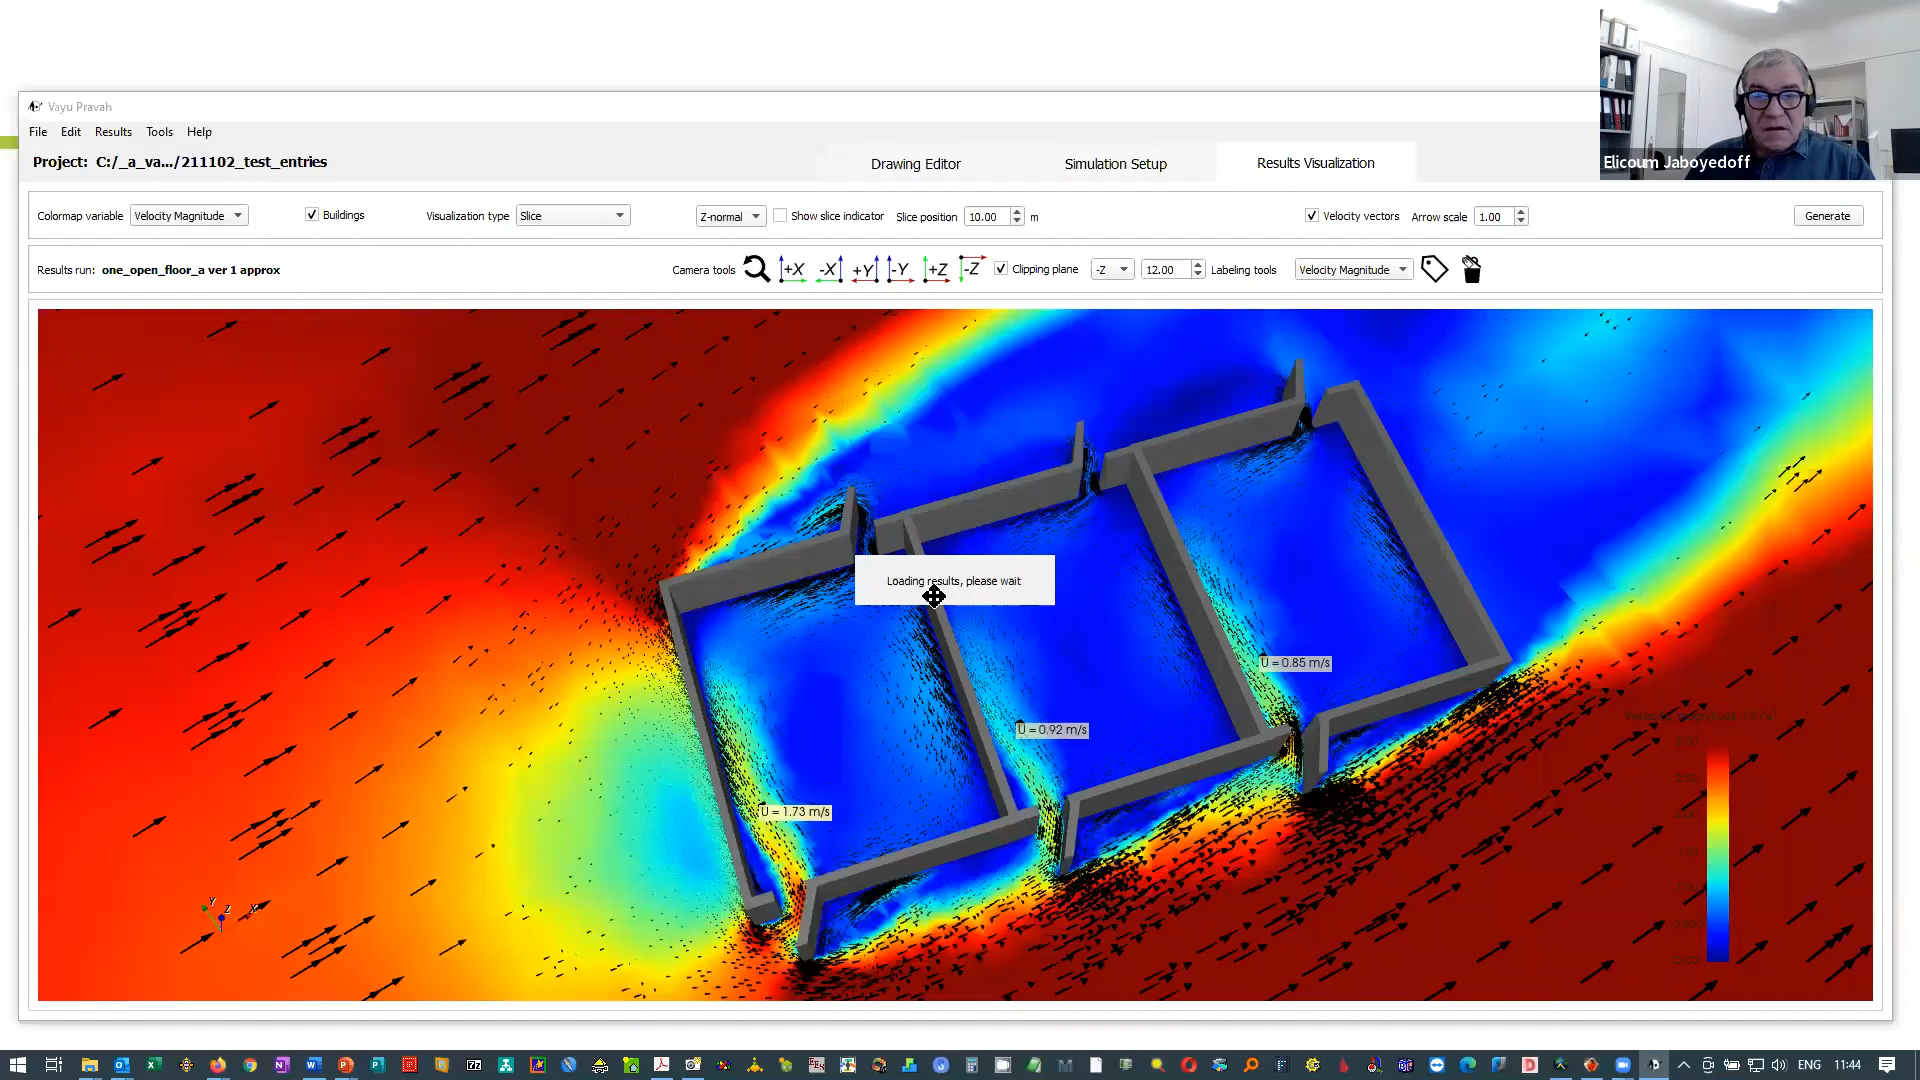 Vayu Pravah
File Edit Results Tools Help
Project: C:/_a_va.../211102_test_entries
Drawing Editor Simulation Setup Results Visualization
Elicoum Jaboyedoff
Colormap variable Velocity Magnitude Buildings Visualization type Slice Z-normal Show slice indicator Slice position 10.00 m Velocity vectors Arrow scale 1.00 Generate
Results run: one_open_floor_a ver 1 approx Camera tools +X -X +Y -Y +Z -Z Clipping plane -Z 12.00 Labeling tools Velocity Magnitude
Loading results, please wait
U = 0.85 m/s
U = 0.92 m/s
U = 1.73 m/s
Y Z X
ENG 11:44